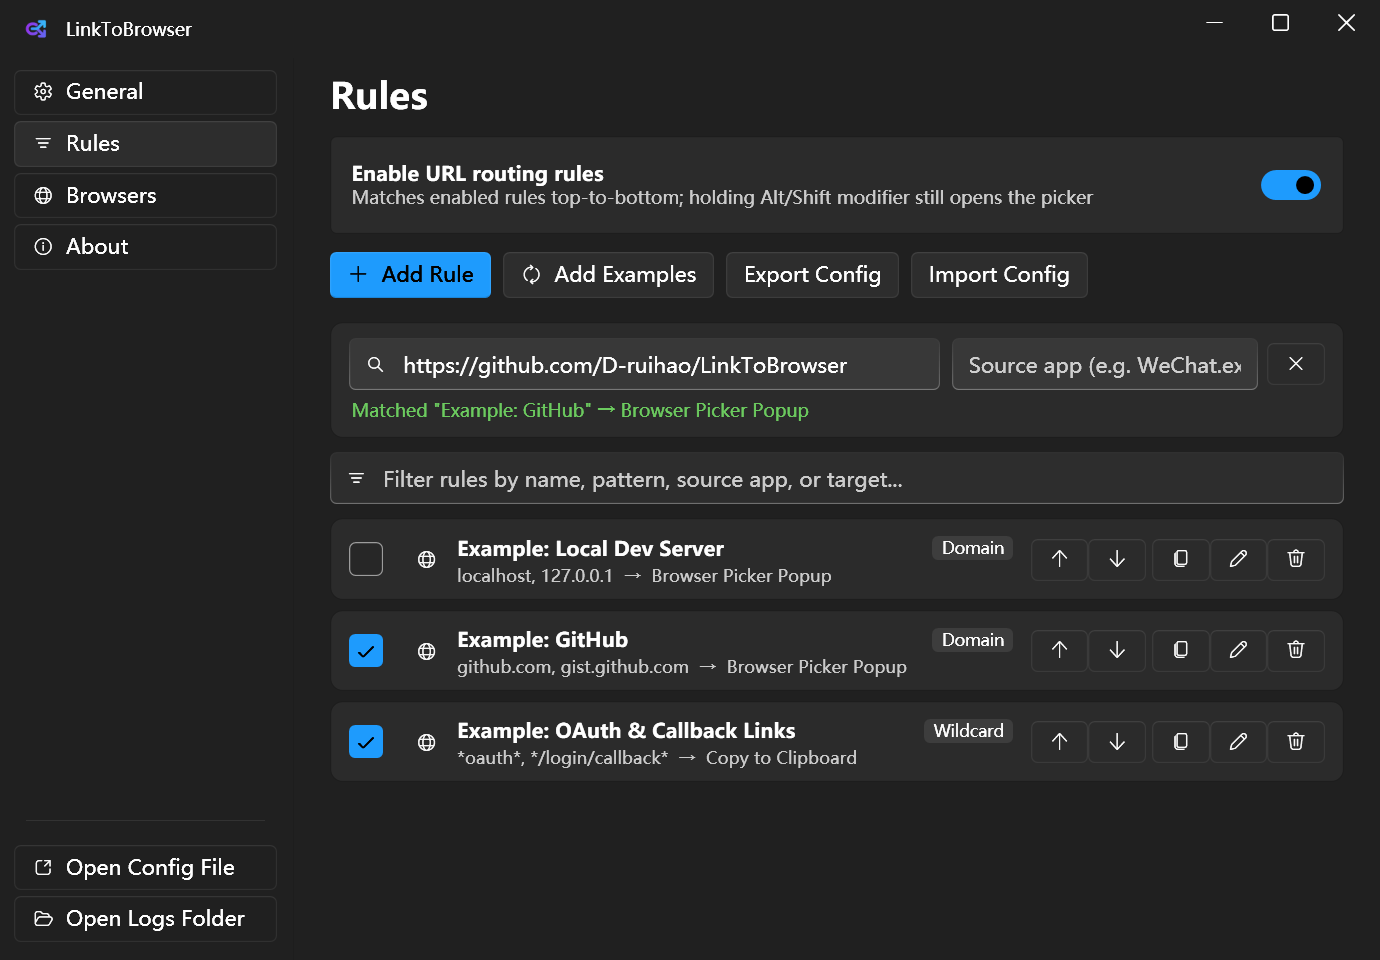 LinkToBrowser
General
Rules
Browsers
About
Open Config File
Open Logs Folder
Rules
Enable URL routing rules
Matches enabled rules top-to-bottom; holding Alt/Shift modifier still opens the picker
Add Rule
Add Examples
Export Config
Import Config
https://github.com/D-ruihao/LinkToBrowser
Source app (e.g. WeChat.ex
Matched "Example: GitHub" → Browser Picker Popup
Filter rules by name, pattern, source app, or target...
Example: Local Dev Server
Domain
localhost, 127.0.0.1 → Browser Picker Popup
Example: GitHub
Domain
github.com, gist.github.com → Browser Picker Popup
Example: OAuth & Callback Links
Wildcard
*oauth*, */login/callback* → Copy to Clipboard